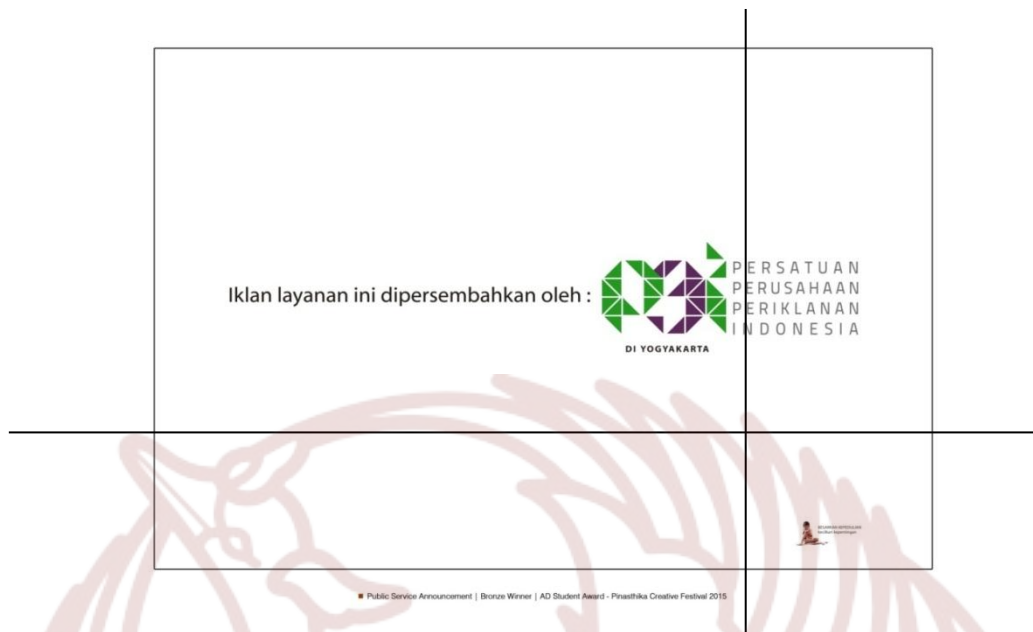 Iklan layanan ini dipersembahkan oleh :
PERSATUAN
PERUSAHAAN
PERIKLANAN
INDONESIA
DI YOGYAKARTA
Public Service Announcement | Bronze Winner | AD Student Award - Pinasthika Creative Festival 2015